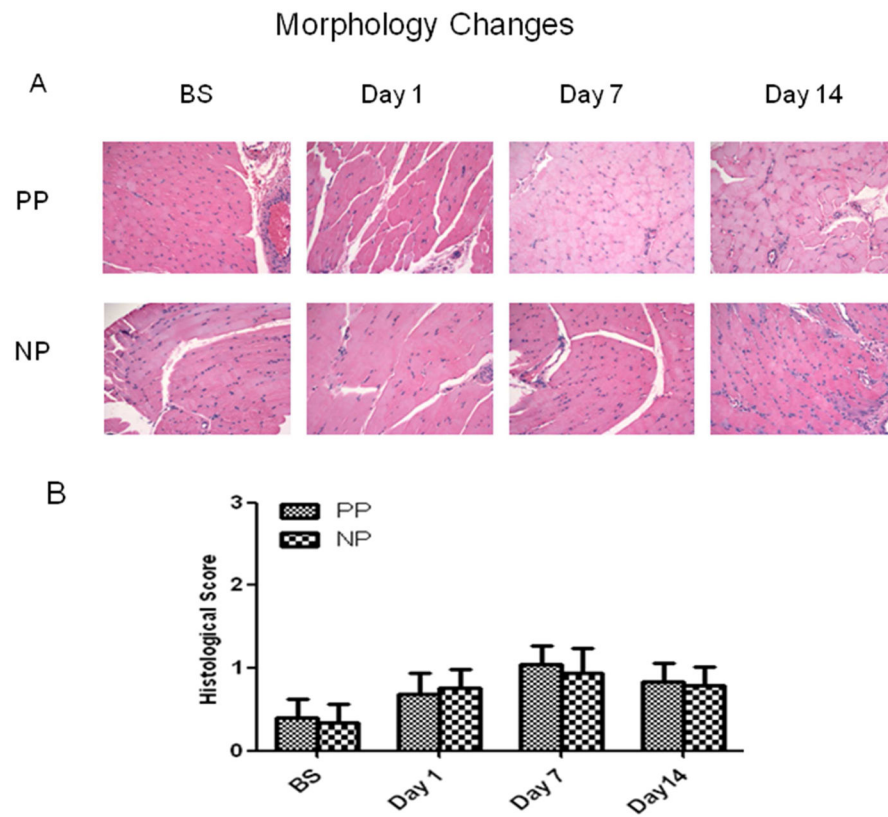 Morphology Changes
A
BS Day 1 Day 7 Day 14
PP
NP
B
3
2
1
0
Histological Score
PP
NP
BS Day 1 Day 7 Day14